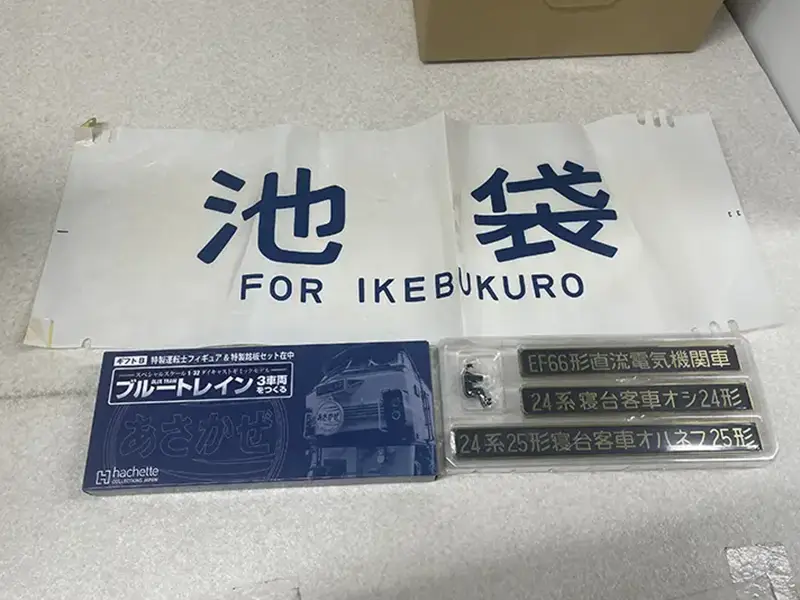 池袋
FOR IKEBUKURO
ギフトB 特製運転士フィギュア&特製銘板セット在中
スペシャルスケール1/32ダイキャストギミックモデル
ブルートレイン 3車両をつくる
BLUE TRAIN
あさかぜ
あさかぜ
hachette
COLLECTIONS JAPAN
EF66形直流電気機関車
24系寝台客車オシ24形
24系25形寝台客車オハネフ25形